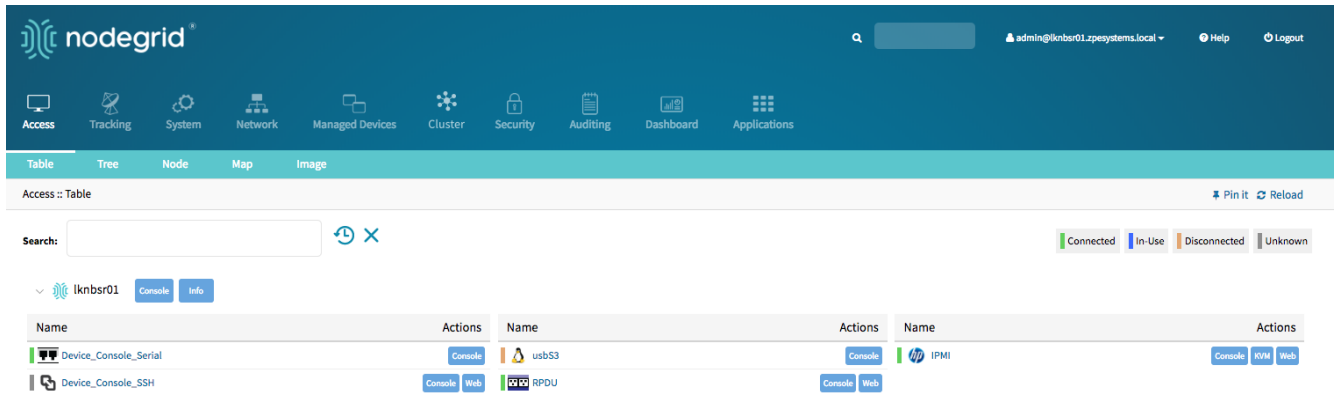 nodegrid®
admin@lknbsr01.zpesystems.local Help Logout
Access Tracking System Network Managed Devices Cluster Security Auditing Dashboard Applications
Table Tree Node Map Image
Access :: Table Pin it Reload
Search: Connected In-Use Disconnected Unknown
lknbsr01 Console Info
Name Actions Name Actions Name Actions
Device_Console_Serial Console usbS3 Console hp IPMI Console KVM Web
Device_Console_SSH Console Web RPDU Console Web